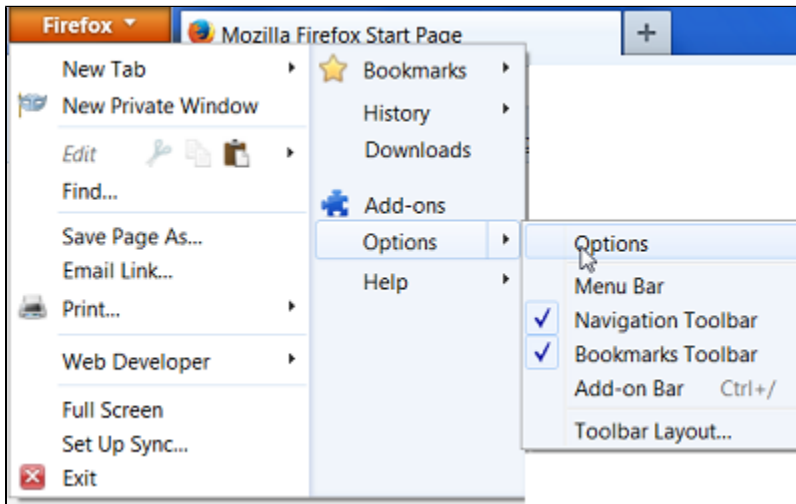 Firefox
Mozilla Firefox Start Page
+
New Tab
New Private Window
Edit
Find...
Save Page As...
Email Link...
Print...
Web Developer
Full Screen
Set Up Sync...
Exit
Bookmarks
History
Downloads
Add-ons
Options
Help
Options
Menu Bar
Navigation Toolbar
Bookmarks Toolbar
Add-on Bar Ctrl+/
Toolbar Layout...